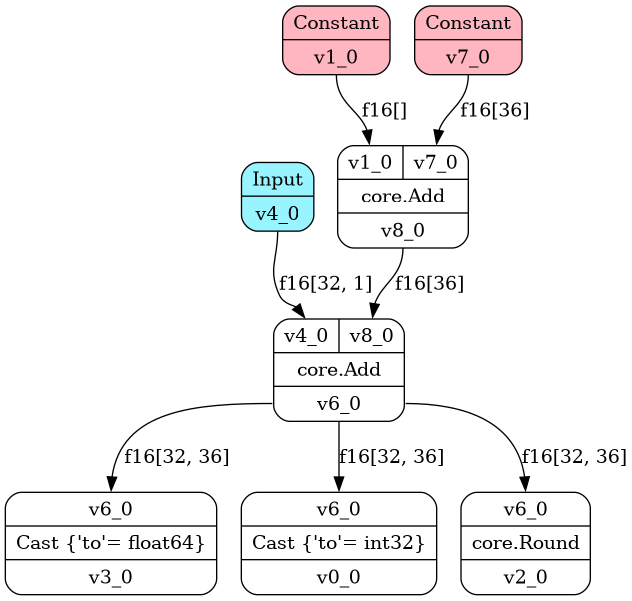 Constant
v1_0
Constant
v7_0
f16[]
f16[36]
v1_0
v7_0
core.Add
v8_0
Input
v4_0
f16[32, 1]
f16[36]
v4_0
v8_0
core.Add
v6_0
f16[32, 36]
f16[32, 36]
f16[32, 36]
v6_0
Cast {'to'= float64}
v3_0
v6_0
Cast {'to'= int32}
v0_0
v6_0
core.Round
v2_0